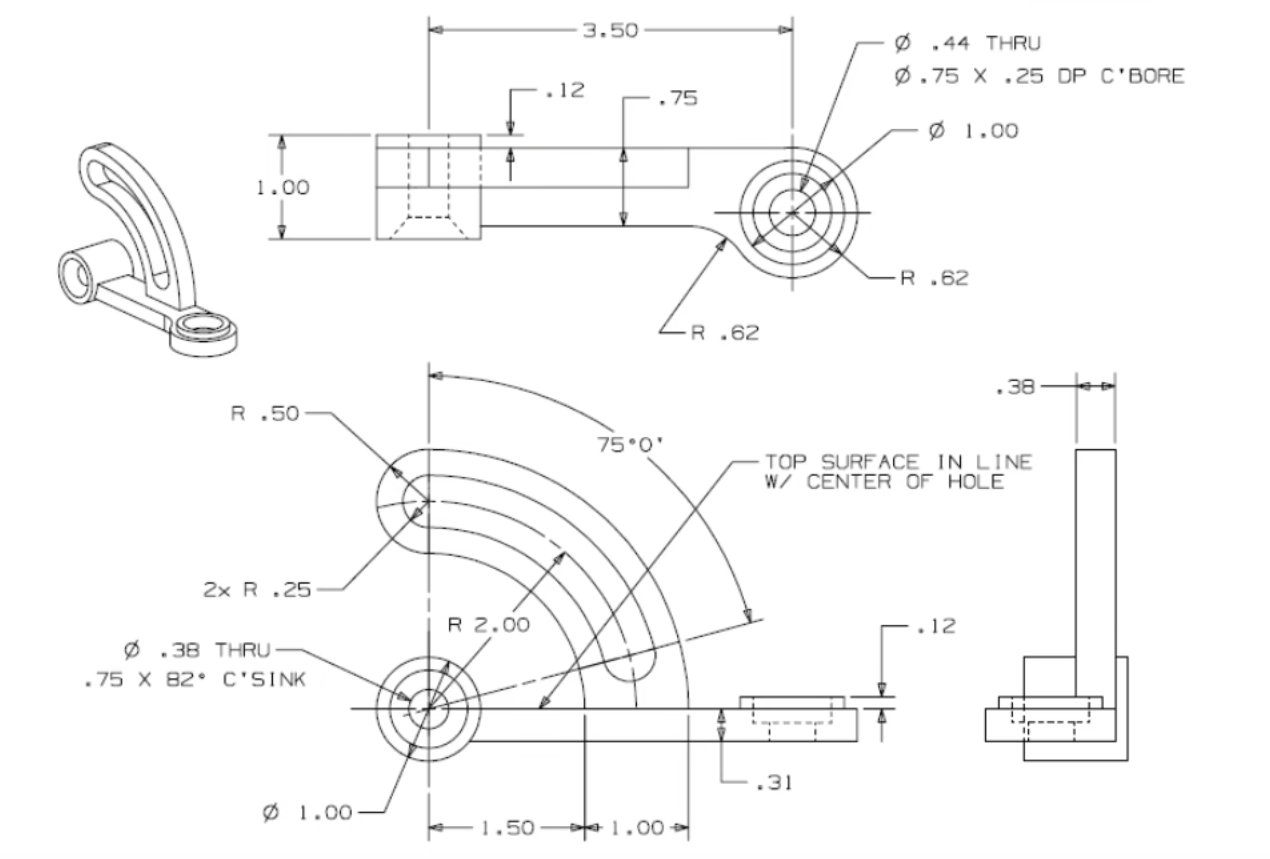 3.50
Ø .44 THRU
Ø.75 X .25 DP C'BORE
.12
.75
Ø 1.00
1.00
R .62
R .62
.38
R .50
75°0'
TOP SURFACE IN LINE
W/ CENTER OF HOLE
2x R .25
R 2.00
.12
Ø .38 THRU
.75 X 82° C'SINK
.31
Ø 1.00
1.50
1.00